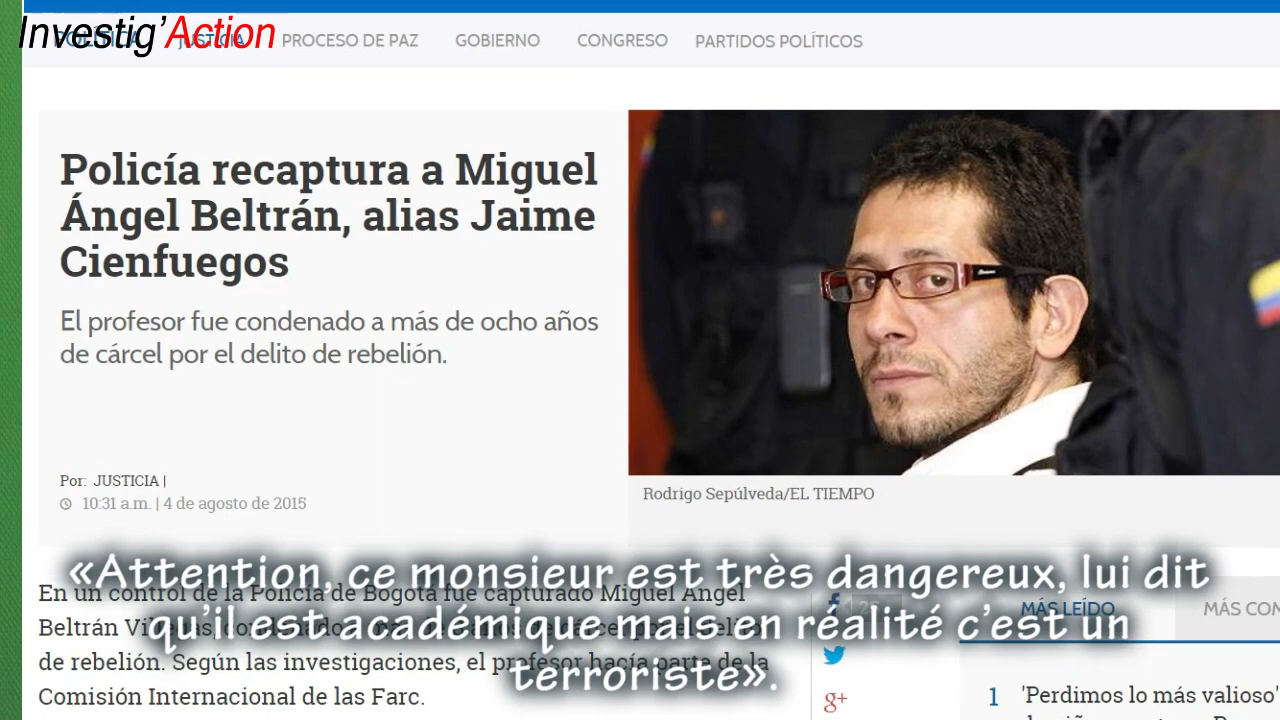 Investig'Action
POLÍTICA JUSTICIA PROCESO DE PAZ GOBIERNO CONGRESO PARTIDOS POLÍTICOS
Policía recaptura a Miguel
Ángel Beltrán, alias Jaime
Cienfuegos
El profesor fue condenado a más de ocho años
de cárcel por el delito de rebelión.
Por: JUSTICIA |
10:31 a.m. | 4 de agosto de 2015
Rodrigo Sepúlveda/EL TIEMPO
En un control de la Policía de Bogotá fue capturado Miguel Ángel
Beltrán
de rebelión. Según las investigaciones, el profesor hacía parte de la
Comisión Internacional de las Farc.
«Attention, ce monsieur est très dangereux, lui dit
qu'il est académique mais en réalité c'est un
terroriste».
g+
MÁS LEÍDO MÁS COM
1 'Perdimos lo más valioso'